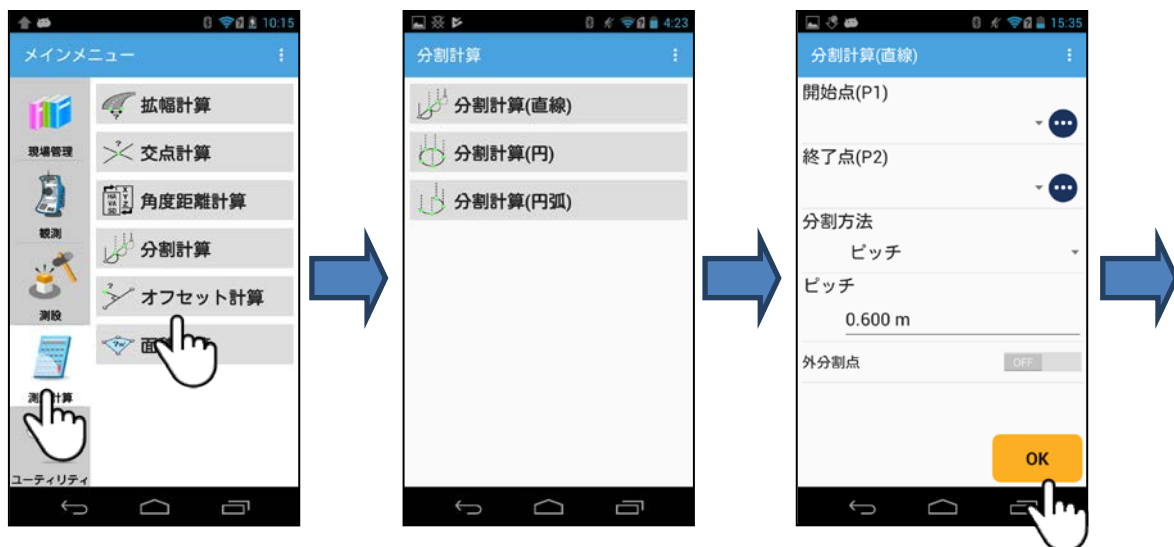 10:15
メインメニュー
現場管理
観測
測設
ユーティリティ
拡幅計算
交点計算
角度距離計算
分割計算
オフセット計算
4:23
分割計算
分割計算(直線)
分割計算(円)
分割計算(円弧)
15:35
分割計算(直線)
開始点(P1)
終了点(P2)
分割方法
ピッチ
ピッチ
0.600 m
外分割点
OFF
OK